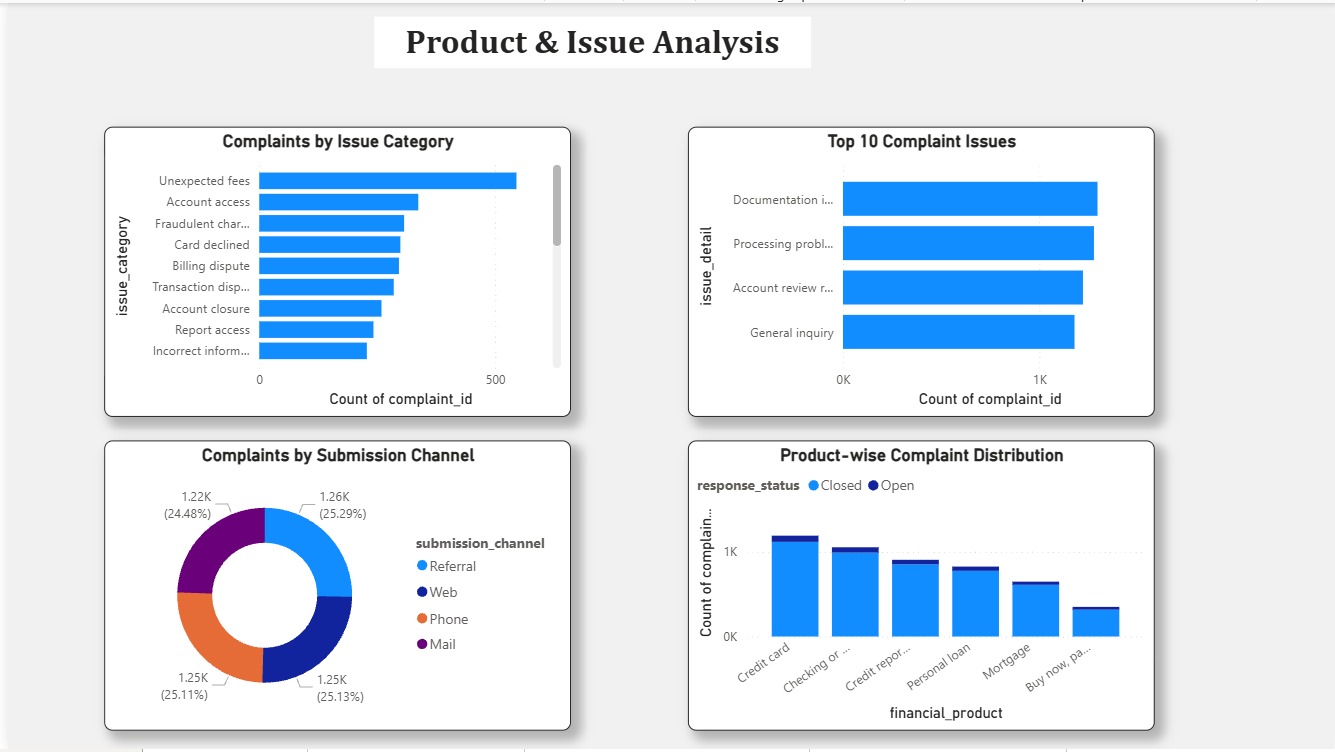 Product & Issue Analysis
Complaints by Issue Category
issue_category
Unexpected fees
Account access
Fraudulent char...
Card declined
Billing dispute
Transaction disp...
Account closure
Report access
Incorrect inform...
0
500
Count of complaint_id
Top 10 Complaint Issues
issue_detail
Documentation i...
Processing probl...
Account review r...
General inquiry
0K
1K
Count of complaint_id
Complaints by Submission Channel
1.22K
(24.48%)
1.26K
(25.29%)
1.25K
(25.11%)
1.25K
(25.13%)
submission_channel
Referral
Web
Phone
Mail
Product-wise Complaint Distribution
response_status Closed Open
Count of complain...
1K
0K
Credit card
Checking or ...
Credit repor...
Personal loan
Mortgage
Buy now, pa...
financial_product